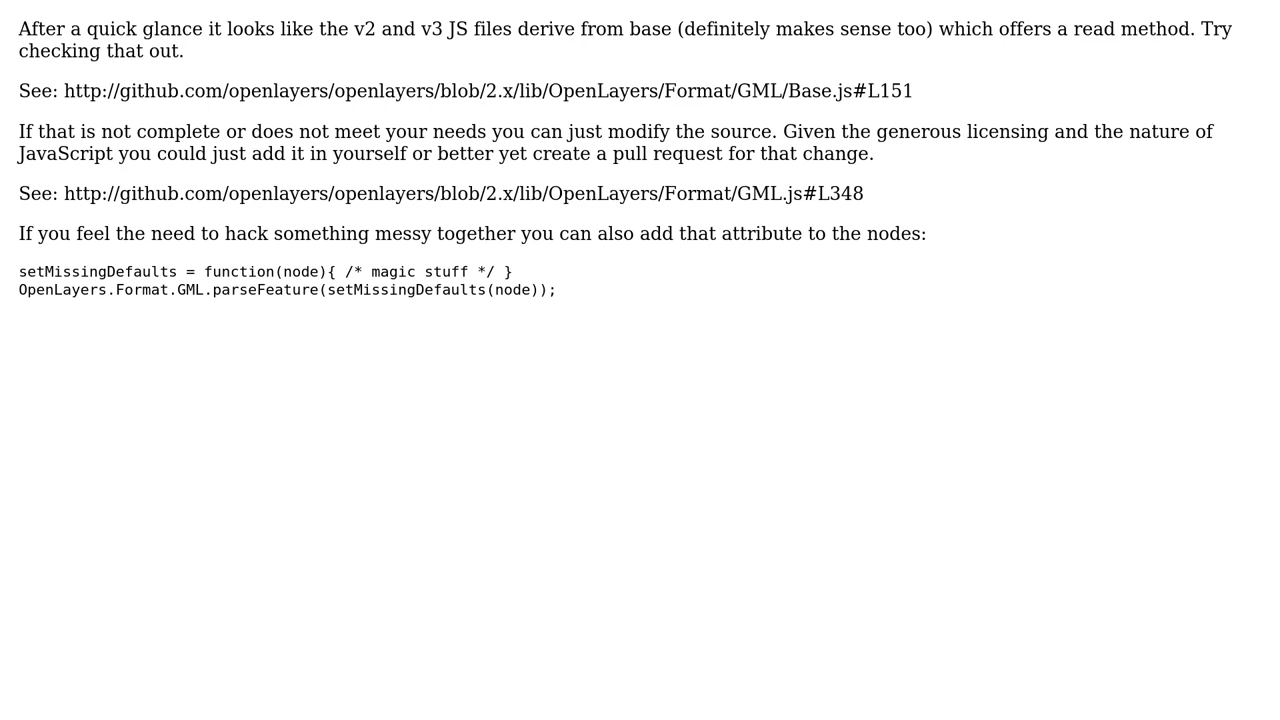 After a quick glance it looks like the v2 and v3 JS files derive from base (definitely makes sense too) which offers a read method. Try
checking that out.
See: http://github.com/openlayers/openlayers/blob/2.x/lib/OpenLayers/Format/GML/Base.js#L151
If that is not complete or does not meet your needs you can just modify the source. Given the generous licensing and the nature of
JavaScript you could just add it in yourself or better yet create a pull request for that change.
See: http://github.com/openlayers/openlayers/blob/2.x/lib/OpenLayers/Format/GML.js#L348
If you feel the need to hack something messy together you can also add that attribute to the nodes:
setMissingDefaults = function(node){ /* magic stuff */ }
OpenLayers.Format.GML.parseFeature(setMissingDefaults(node));